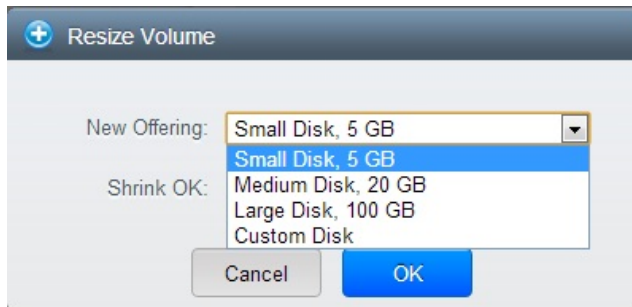 Resize Volume
New Offering: Small Disk, 5 GB
Small Disk, 5 GB
Shrink OK: Medium Disk, 20 GB
Large Disk, 100 GB
Custom Disk
Cancel OK